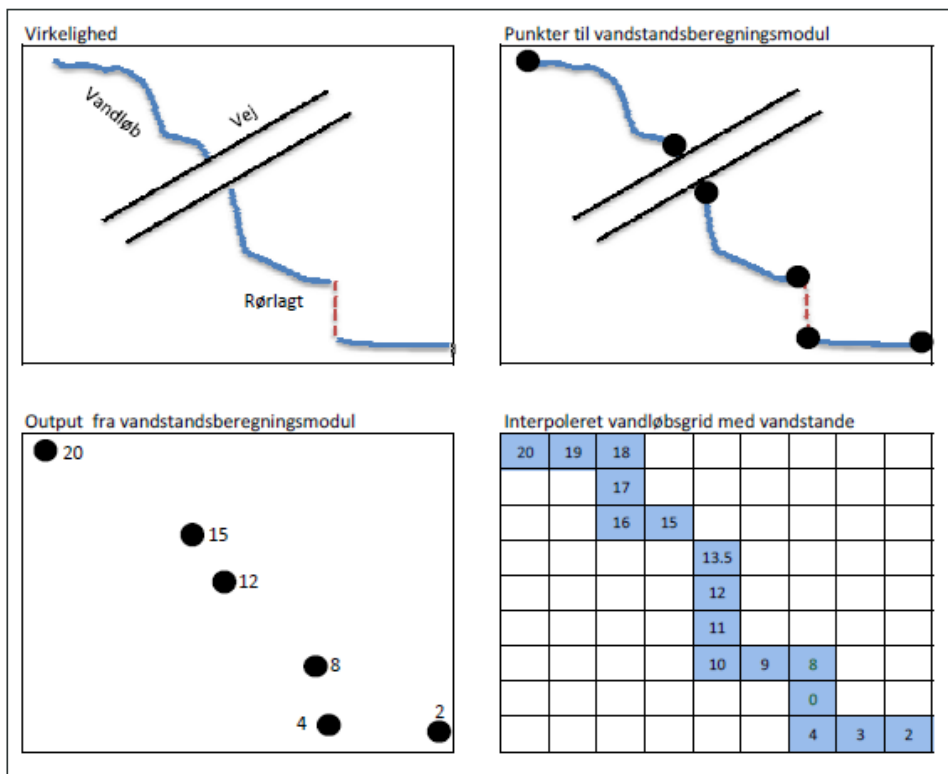 Virkelighed
Vandløb
Vej
Rørlagt
Punkter til vandstandsberegningsmodul
Output fra vandstandsberegningsmodul
20
15
12
8
4
2
Interpoleret vandløbsgrid med vandstande
20 19 18
17
16 15
13.5
12
11
10 9 8
0
4 3 2